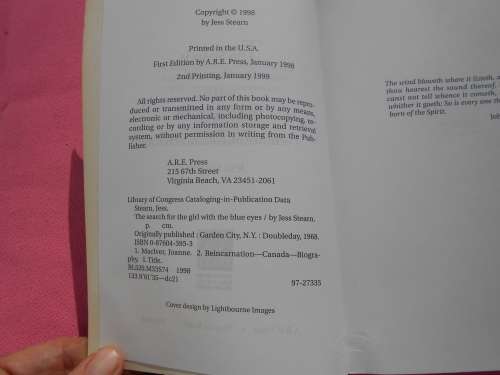 Copyright © 1998
by Jess Stearn
Printed in the U.S.A.
First Edition by A.R.E. Press, January 1998
2nd Printing, January 1999
All rights reserved. No part of this book may be repro-
duced or transmitted in any form or by any means,
electronic or mechanical, including photocopying, re-
cording or by any information storage and retrieval
system, without permission in writing from the Pub-
lisher.
A.R.E. Press
215 67th Street
Virginia Beach, VA 23451-2061
Library of Congress Cataloging-in-Publication Data
Stearn, Jess.
The search for the girl with the blue eyes / by Jess Stearn.
p. cm.
Originally published : Garden City, N.Y. : Doubleday, 1968.
ISBN 0-87604-393-3
1. MacIver, Joanne. 2. Reincarnation—Canada—Biogra-
phy. I. Title.
133.9'01'35—dc21
97-27335
Cover design by Lightbourne Images
The wind bloweth where it listeth, a
thou hearest the sound thereof,
canst not tell whence it cometh,
whither it goeth: So is every one th
born of the Spirit.